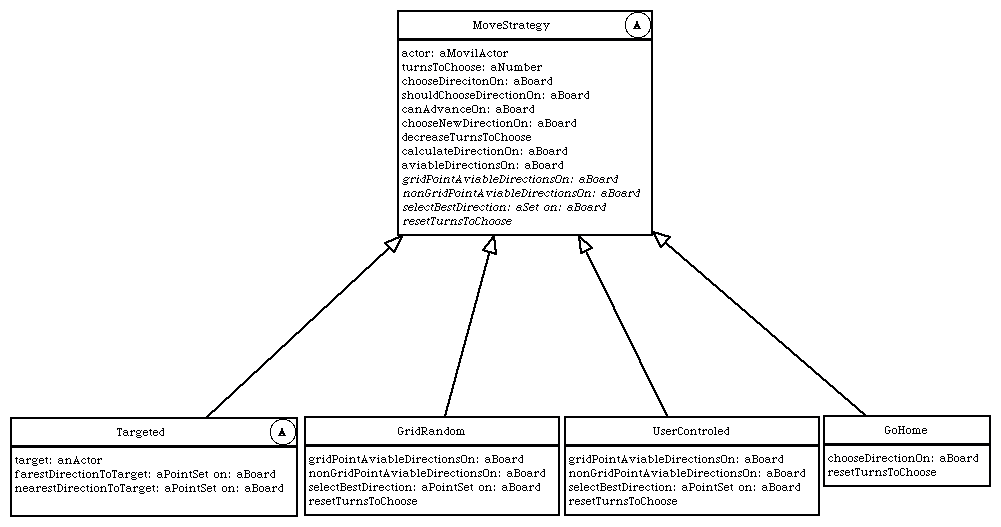 MoveStrategy
A
actor: aMovilActor
turnsToChoose: aNumber
chooseDirecitonOn: aBoard
shouldChooseDirectionOn: aBoard
canAdvanceOn: aBoard
chooseNewDirectionOn: aBoard
decreaseTurnsToChoose
calculateDirectionOn: aBoard
aviableDirectionsOn: aBoard
gridPointAviableDirectionsOn: aBoard
nonGridPointAviableDirectionsOn: aBoard
selectBestDirection: aSet on: aBoard
resetTurnsToChoose
Targeted
A
target: anActor
farestDirectionToTarget: aPointSet on: aBoard
nearestDirectionToTarget: aPointSet on: aBoard
GridRandom
gridPointAviableDirectionsOn: aBoard
nonGridPointAviableDirectionsOn: aBoard
selectBestDirection: aPointSet on: aBoard
resetTurnsToChoose
UserControled
gridPointAviableDirectionsOn: aBoard
nonGridPointAviableDirectionsOn: aBoard
selectBestDirection: aPointSet on: aBoard
resetTurnsToChoose
GoHome
chooseDirectionOn: aBoard
resetTurnsToChoose